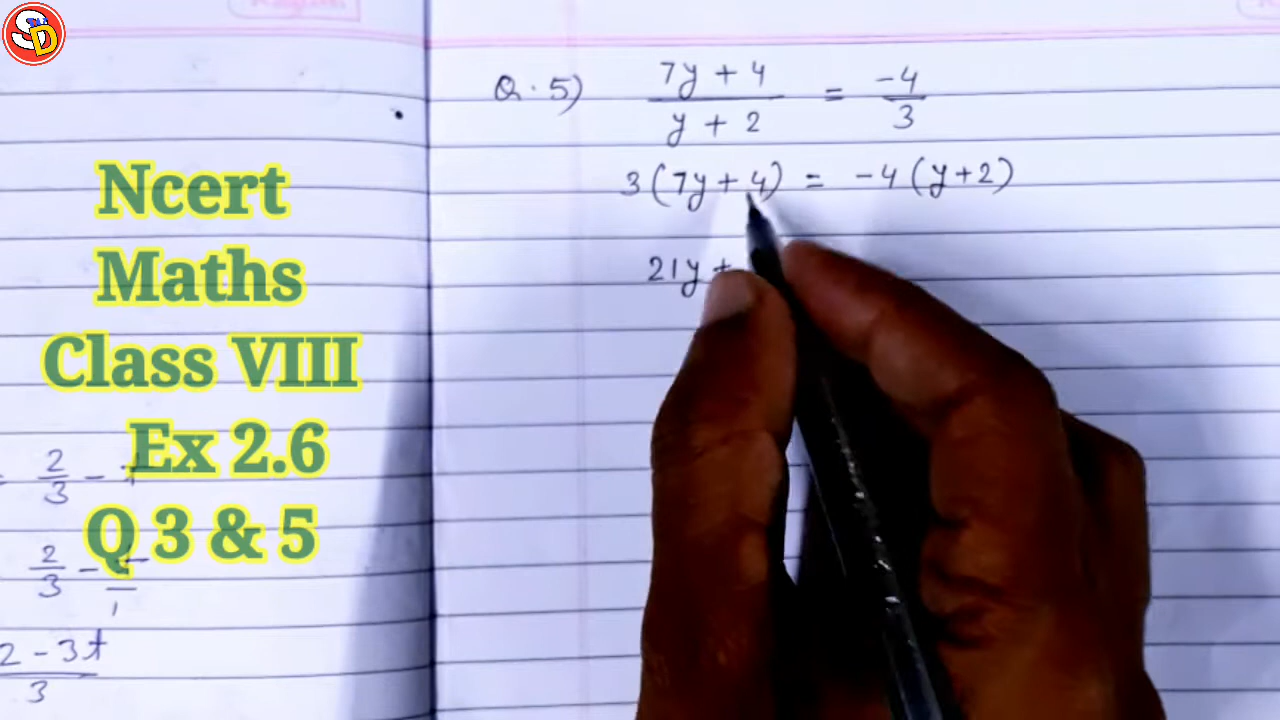 SD
Ncert
Maths
Class VIII
Ex 2.6
Q 3 & 5
2/3 -
2/3 -
2 - 3t / 3
Q. 5) 7y + 4 / y + 2 = -4 / 3
3 (7y + 4) = -4 (y + 2)
21y +